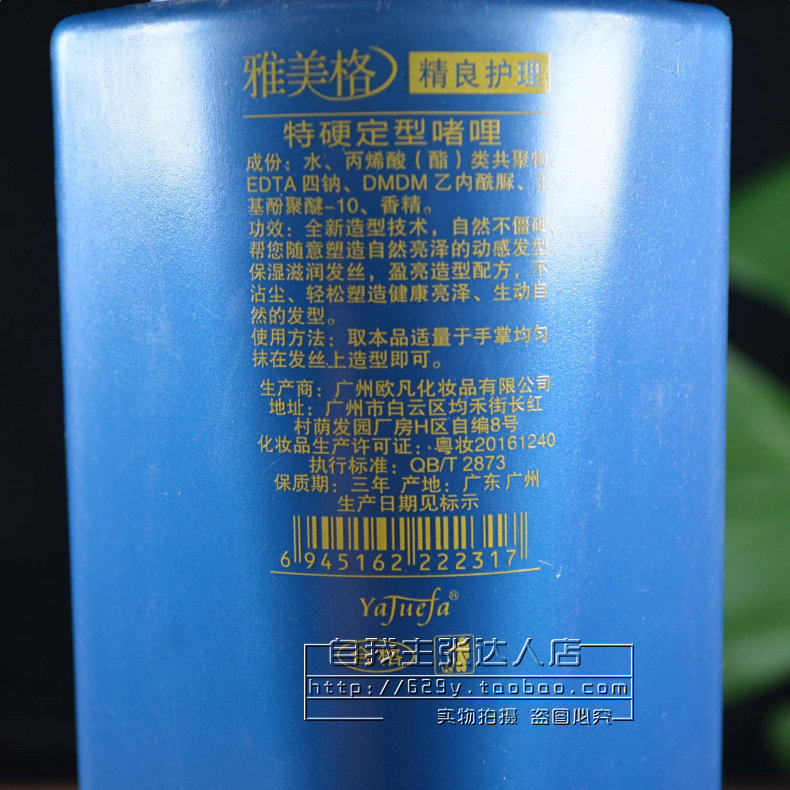 雅美格 精良护理
特硬定型啫哩
成份：水、丙烯酸（酯）类共聚物
EDTA 四钠、DMDM 乙内酰脲、
基酚聚醚-10、香精。
功效：全新造型技术，自然不僵硬
帮您随意塑造自然亮泽的动感发型
保湿滋润发丝，盈亮造型配方，不
沾尘、轻松塑造健康亮泽、生动自
然的发型。
使用方法：取本品适量于手掌均匀
抹在发丝上造型即可。
生产商：广州欧凡化妆品有限公司
地址：广州市白云区均禾街长红
村荫发园厂房H区自编8号
化妆品生产许可证：粤妆20161240
执行标准：QB/T 2873
保质期：三年 产地：广东 广州
生产日期见标示
6 945162 222317
YaJuefa®
自我主张达人店
http://629y.taobao.com
实物拍摄 盗图必究